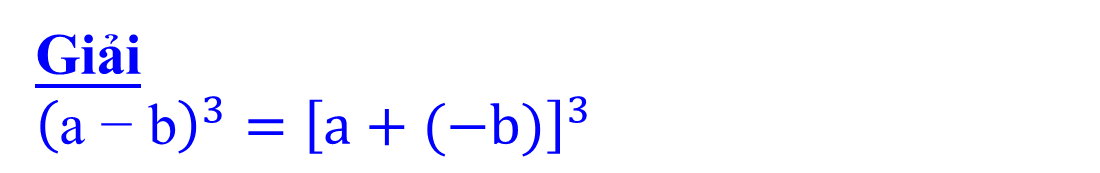 Giải
(a − b)³ = [a + (−b)]³